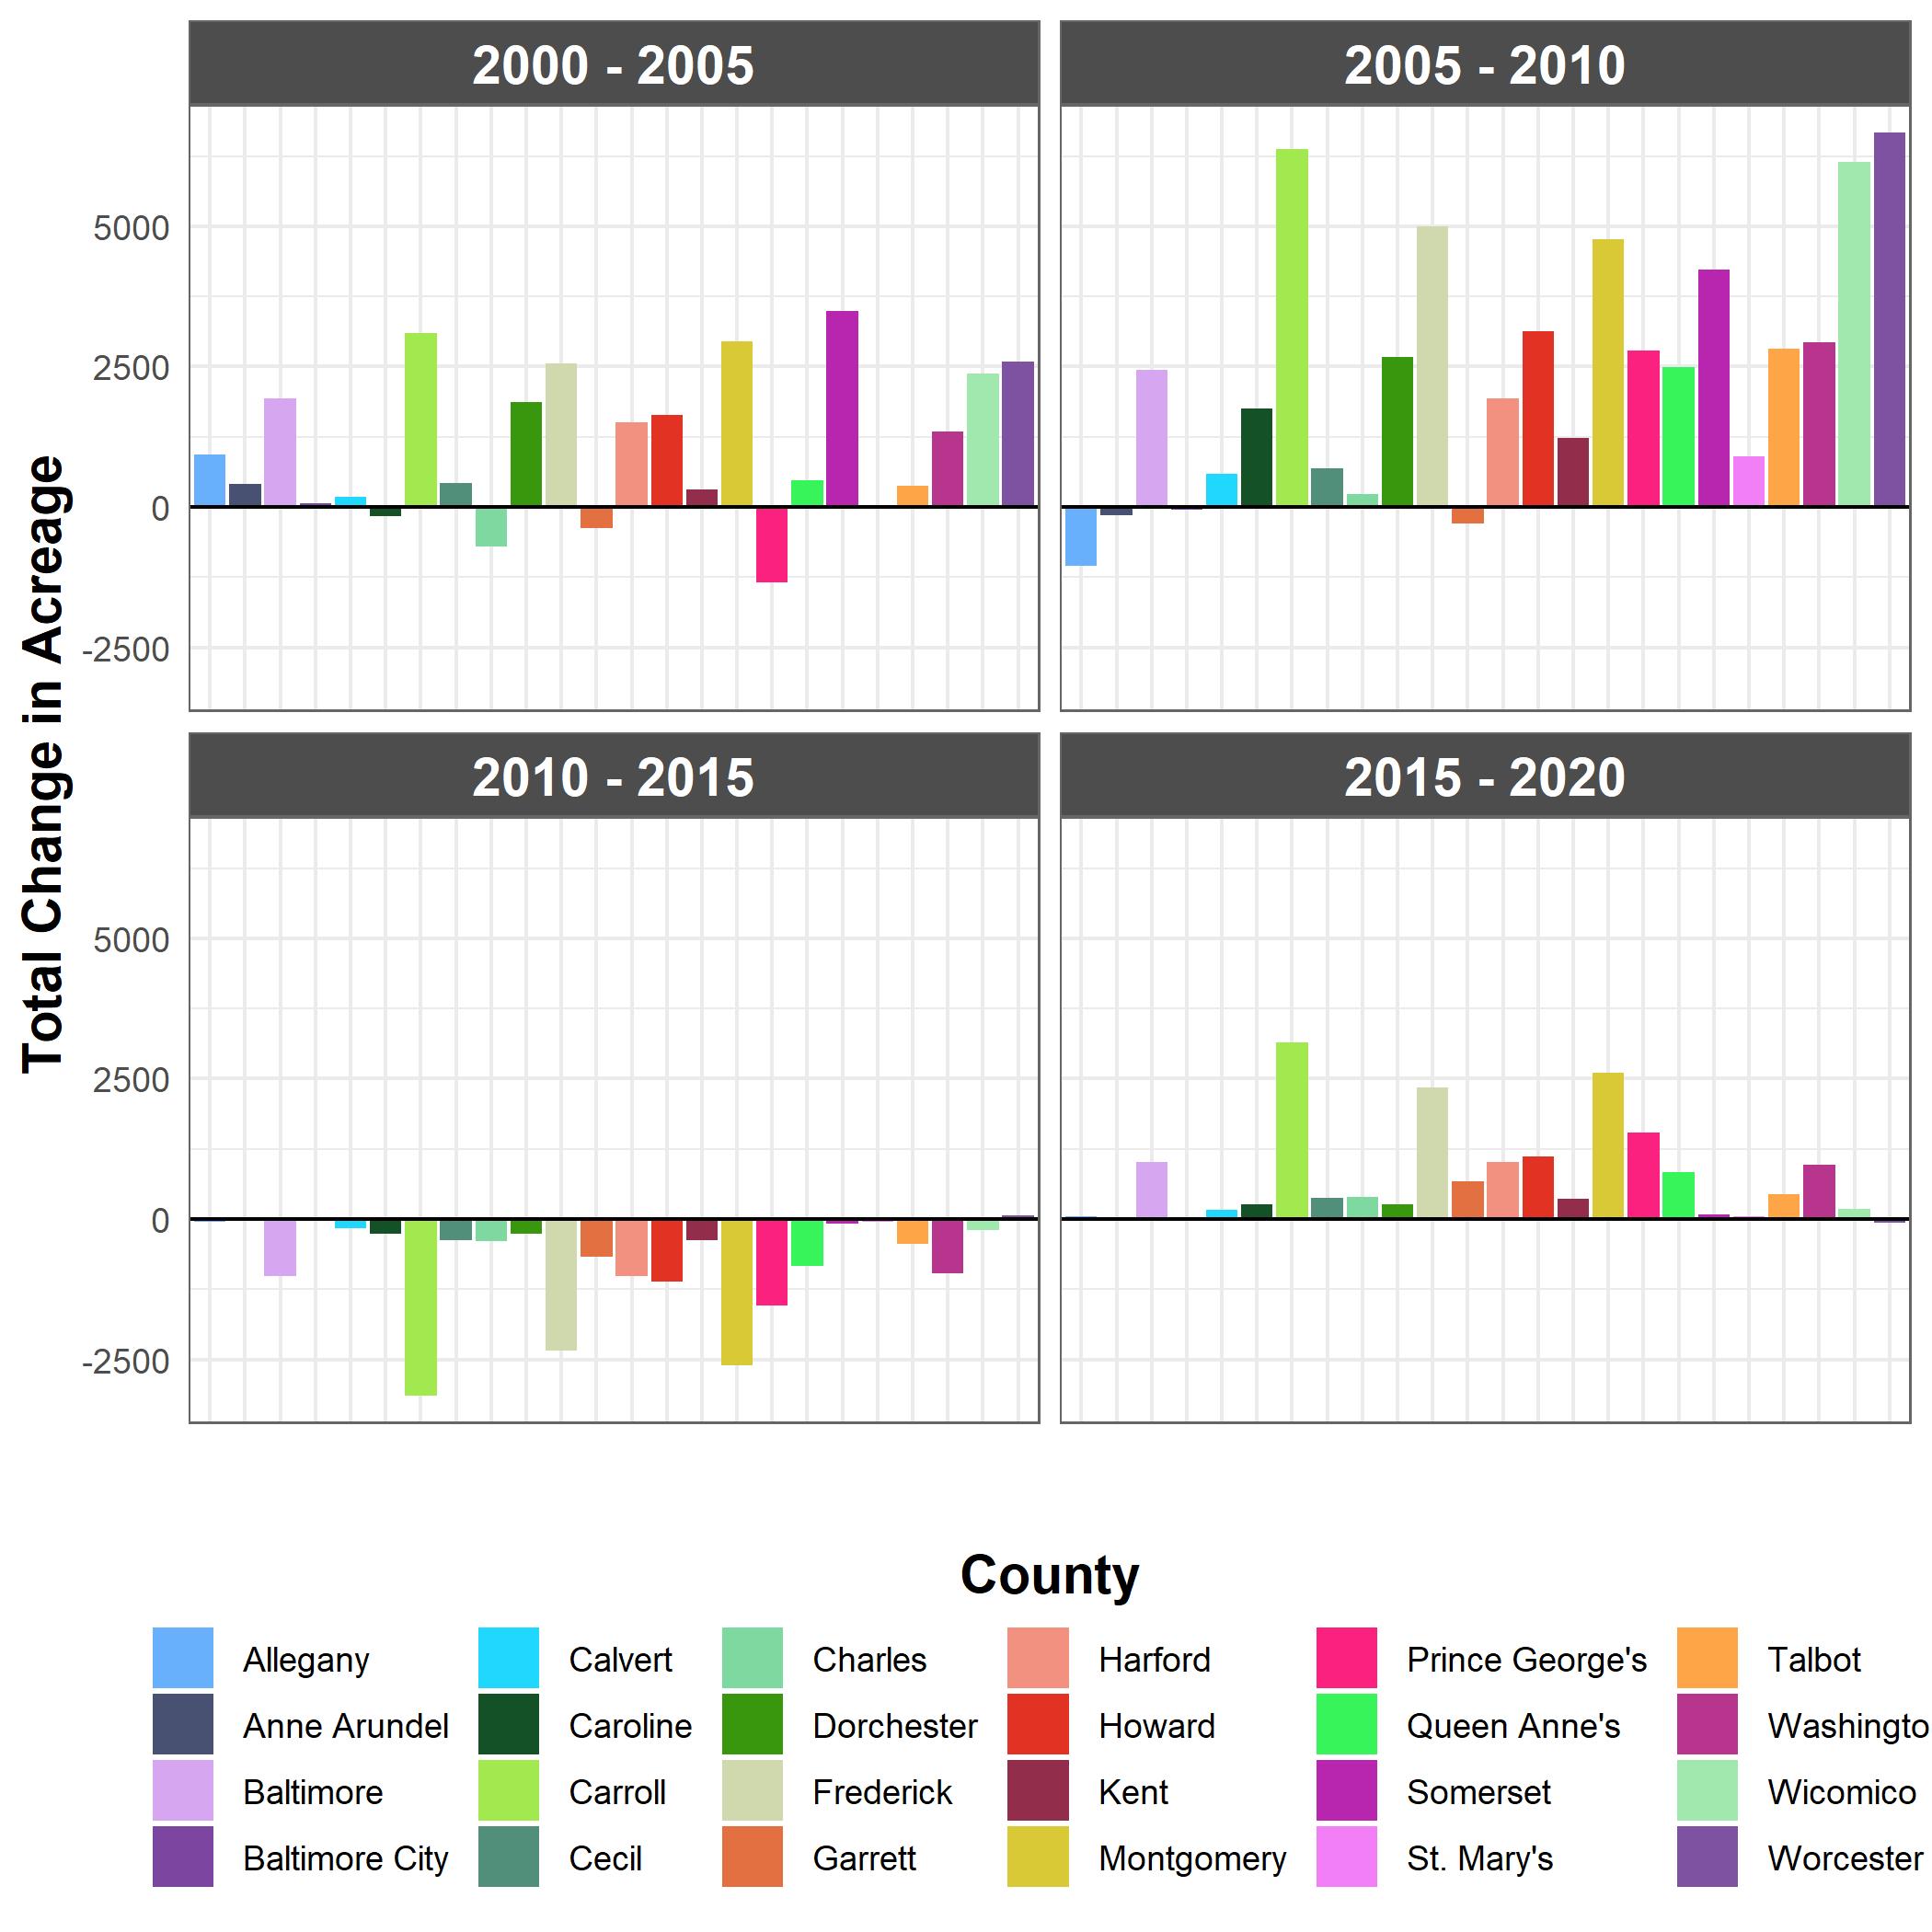 2000 - 2005
2005 - 2010
5000
2500
0
-2500
2010 - 2015
2015 - 2020
5000
2500
0
-2500
Total Change in Acreage
County
Allegany
Calvert
Charles
Harford
Prince George's
Talbot
Anne Arundel
Caroline
Dorchester
Howard
Queen Anne's
Washingto
Baltimore
Carroll
Frederick
Kent
Somerset
Wicomico
Baltimore City
Cecil
Garrett
Montgomery
St. Mary's
Worcester